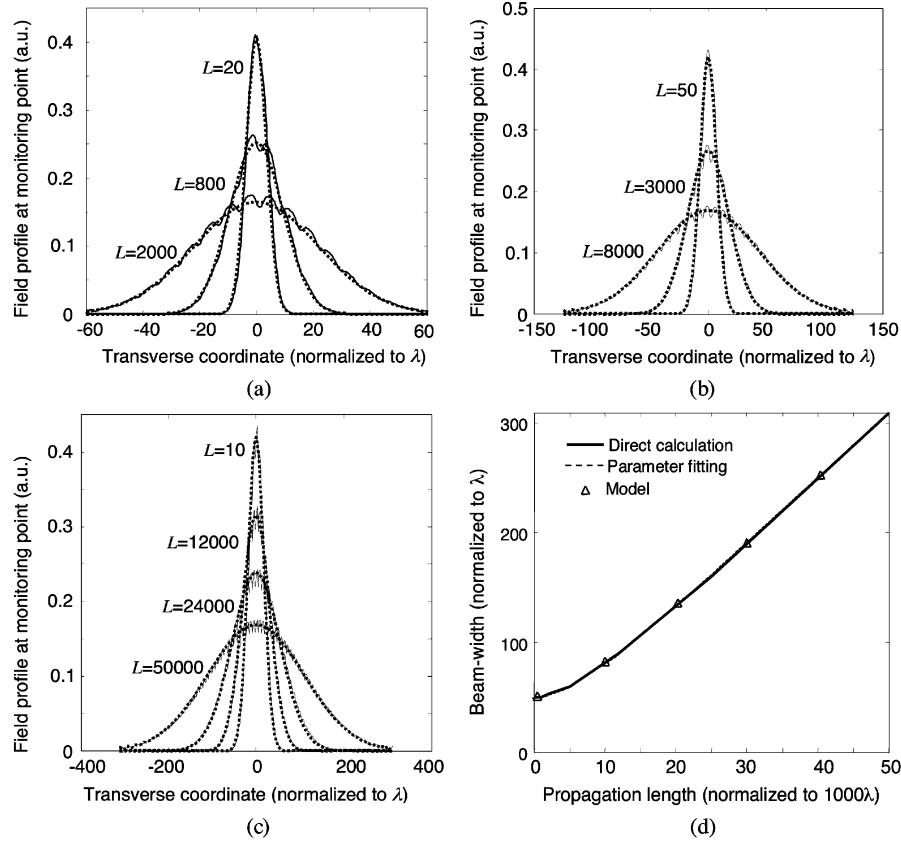 Field profile at monitoring point (a.u.)
0.4
0.3
0.2
0.1
0
L=20
L=800
L=2000
-60
-40
-20
0
20
40
60
Transverse coordinate (normalized to λ)
(a)
Field profile at monitoring point (a.u.)
0.5
0.4
0.3
0.2
0.1
0
L=50
L=3000
L=8000
-150
-100
-50
0
50
100
150
Transverse coordinate (normalized to λ)
(b)
Field profile at monitoring point (a.u.)
0.4
0.3
0.2
0.1
0
L=10
L=12000
L=24000
L=50000
-400
-200
0
200
400
Transverse coordinate (normalized to λ)
(c)
Beam-width (normalized to λ)
300
200
100
0
Direct calculation
Parameter fitting
Model
0
10
20
30
40
50
Propagation length (normalized to 1000λ)
(d)